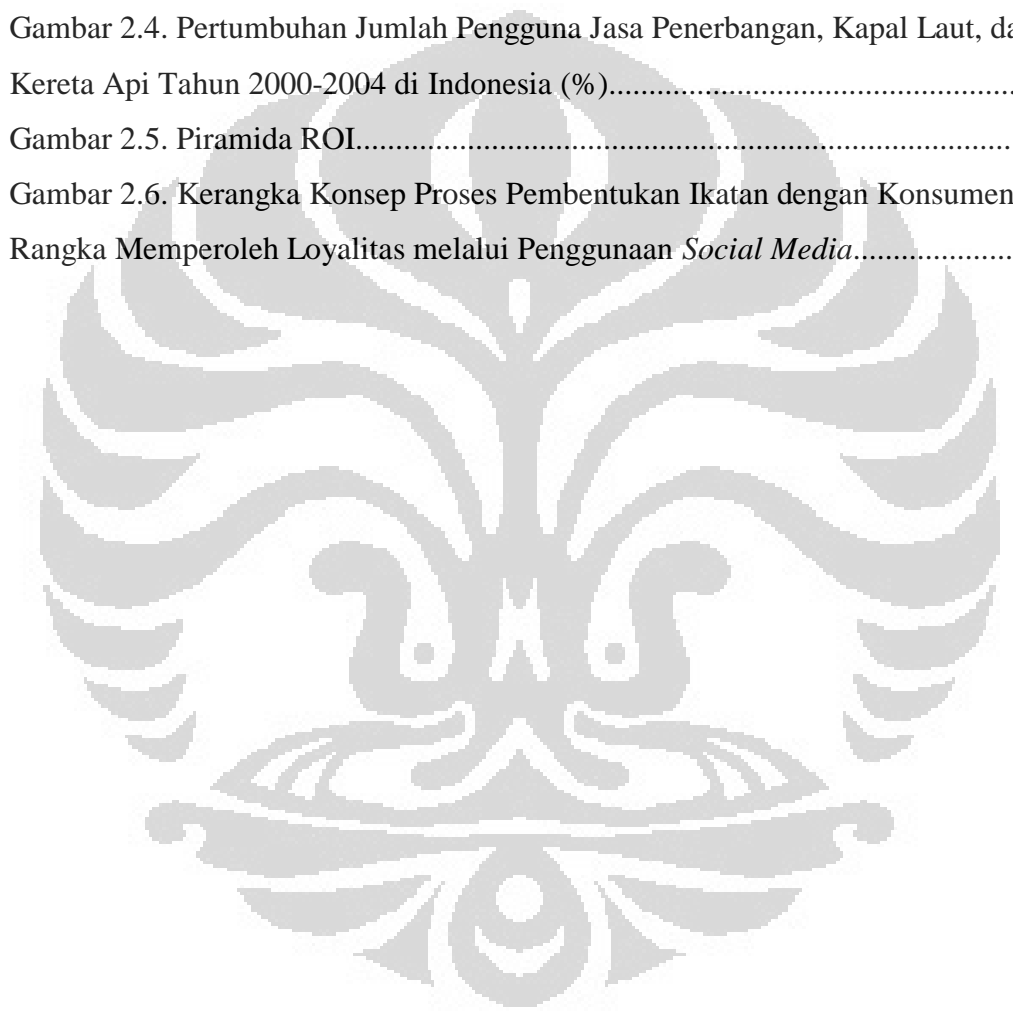 Gambar 2.4. Pertumbuhan Jumlah Pengguna Jasa Penerbangan, Kapal Laut,
Kereta Api Tahun 2000-2004 di Indonesia (%)................................................
Gambar 2.5. Piramida ROI...............................................................................
Gambar 2.6. Kerangka Konsep Proses Pembentukan Ikatan dengan Konsumen
Rangka Memperoleh Loyalitas melalui Penggunaan Social Media....................